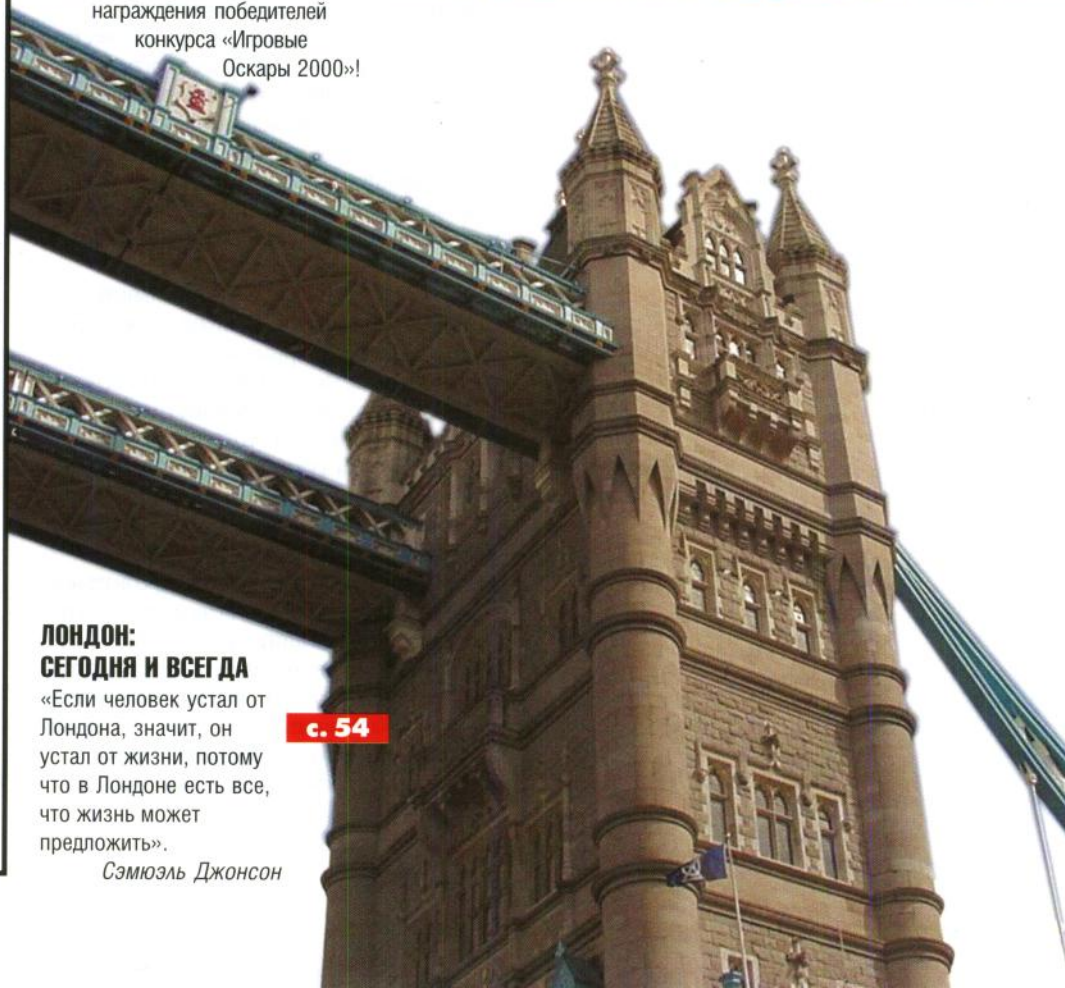 награждения победителей
конкурса «Игровые
Оскары 2000»!
ЛОНДОН:
СЕГОДНЯ И ВСЕГДА
«Если человек устал от
Лондона, значит, он
устал от жизни, потому
что в Лондоне есть все,
что жизнь может
предложить».
Сэмюэль Джонсон
с. 54